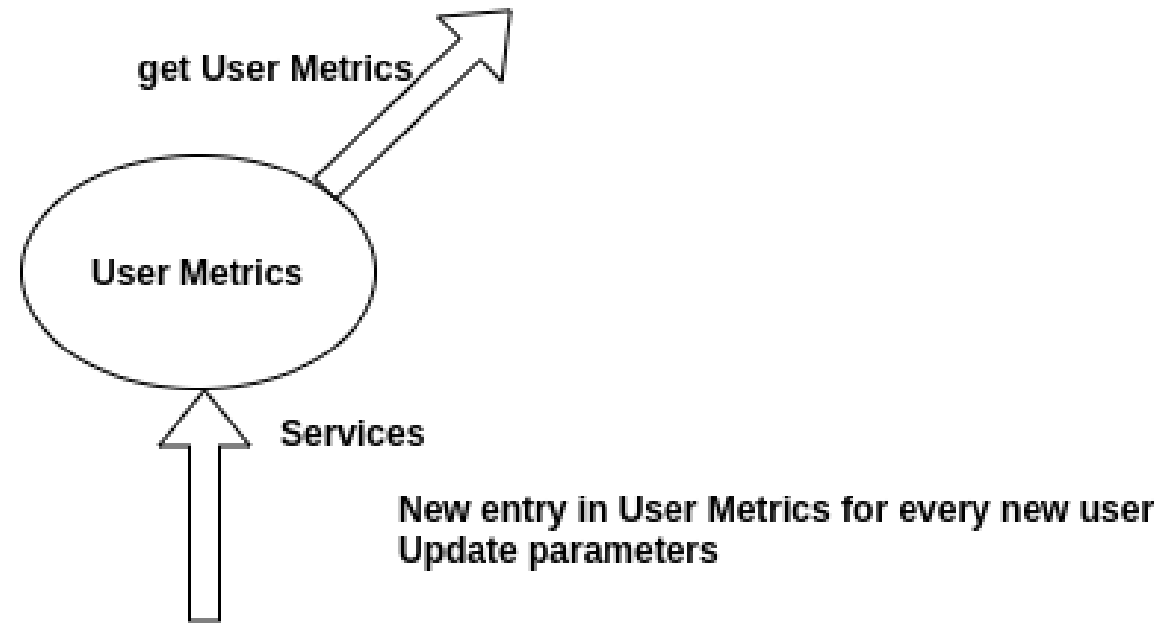 get User Metrics
User Metrics
Services
New entry in User Metrics for every new user
Update parameters